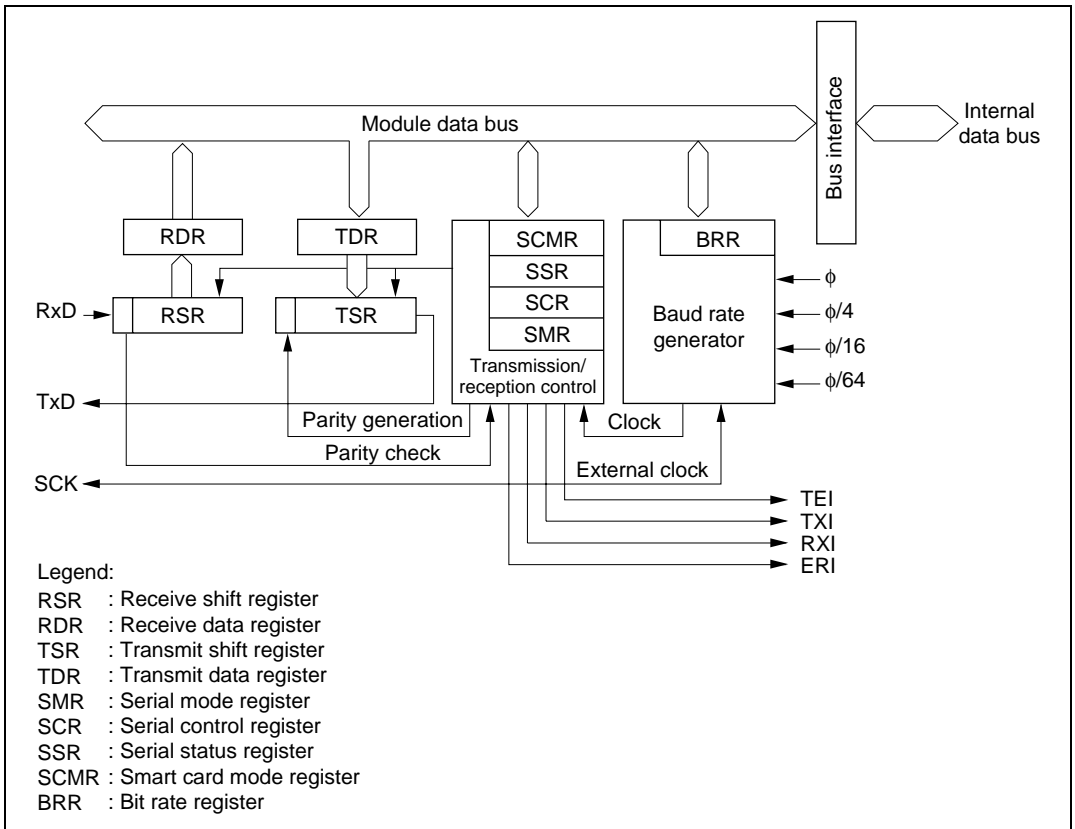 Bus interface
Internal
data bus
Module data bus
RDR
TDR
SCMR
BRR
SSR
φ
RxD
RSR
TSR
SCR
Baud rate
generator
φ/4
SMR
φ/16
Transmission/
reception control
φ/64
TxD
Parity generation
Clock
Parity check
SCK
External clock
TEI
TXI
RXI
ERI
Legend:
RSR : Receive shift register
RDR : Receive data register
TSR : Transmit shift register
TDR : Transmit data register
SMR : Serial mode register
SCR : Serial control register
SSR : Serial status register
SCMR : Smart card mode register
BRR : Bit rate register